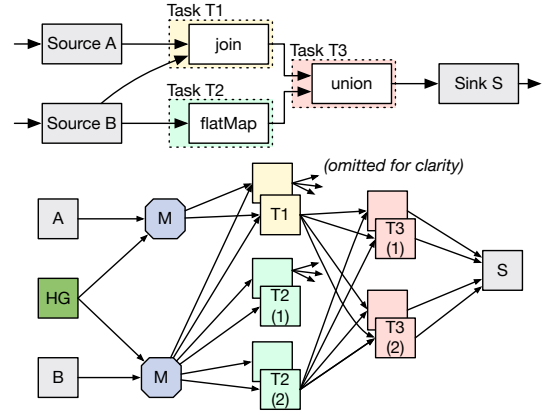 Task T1
Source A
join
Task T3
union
Sink S
Task T2
Source B
flatMap
(omitted for clarity)
A
M
T1
T3
(1)
HG
T2
(1)
S
T3
(2)
B
M
T2
(2)